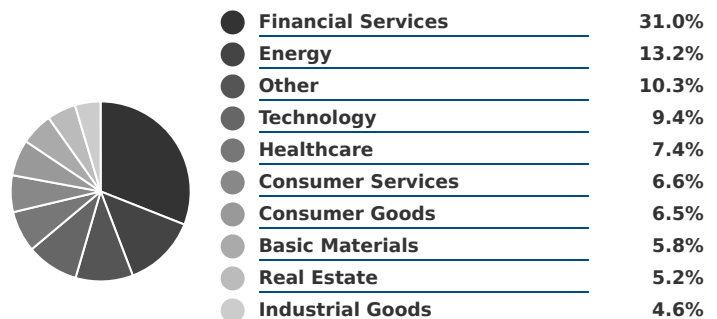 Financial Services 31.0%
Energy 13.2%
Other 10.3%
Technology 9.4%
Healthcare 7.4%
Consumer Services 6.6%
Consumer Goods 6.5%
Basic Materials 5.8%
Real Estate 5.2%
Industrial Goods 4.6%